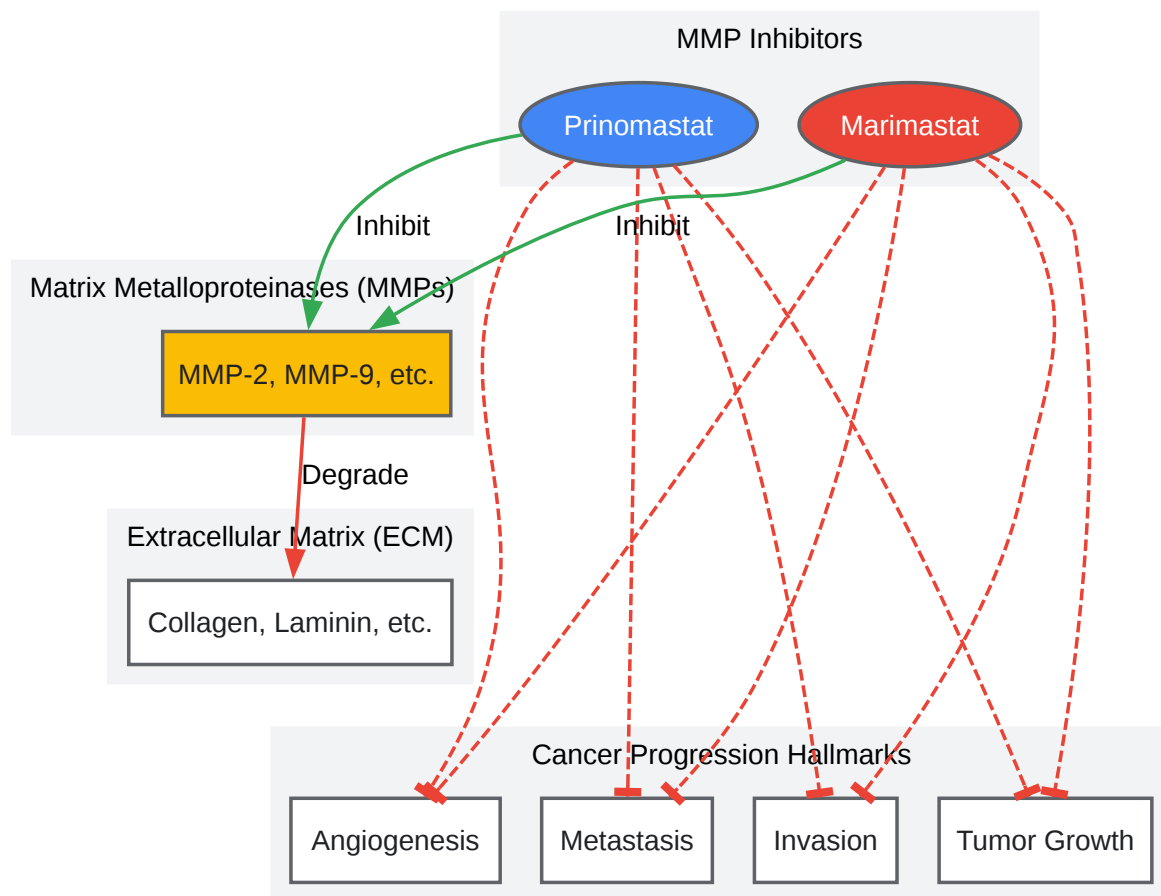 MMP Inhibitors
Prinomastat
Marimastat
Inhibit
Inhibit
Matrix Metalloproteinases (MMPs)
MMP-2, MMP-9, etc.
Degrade
Extracellular Matrix (ECM)
Collagen, Laminin, etc.
Cancer Progression Hallmarks
Angiogenesis
Metastasis
Invasion
Tumor Growth